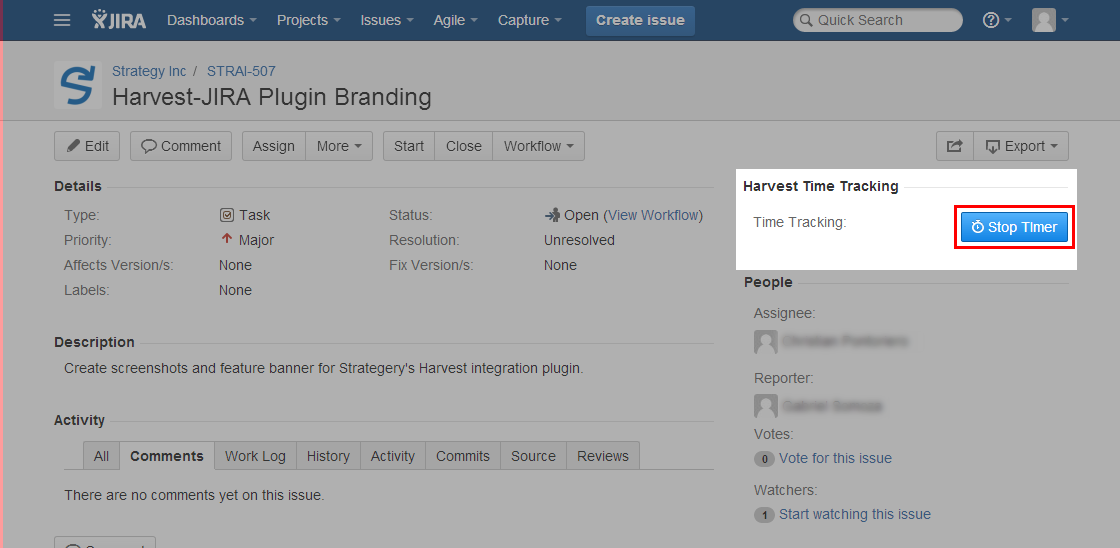 JIRA Dashboards Projects Issues Agile Capture Create issue Quick Search
Strategy Inc / STRAI-507
Harvest-JIRA Plugin Branding
Edit Comment Assign More Start Close Workflow Export
Details
Type: Task Status: Open (View Workflow)
Priority: Major Resolution: Unresolved
Affects Version/s: None Fix Version/s: None
Labels: None
Description
Create screenshots and feature banner for Strategery's Harvest integration plugin.
Activity
All Comments Work Log History Activity Commits Source Reviews
There are no comments yet on this issue.
Harvest Time Tracking
Time Tracking: Stop TImer
People
Assignee:
Reporter:
Votes:
0 Vote for this issue
Watchers:
1 Start watching this issue